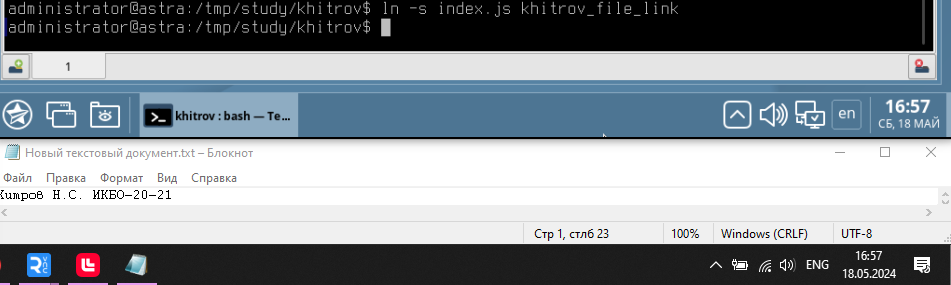 administrator@astra:/tmp/study/khitrov$ ln -s index.js khitrov_file_link
administrator@astra:/tmp/study/khitrov$
1
khitrov : bash — Te...
en
16:57
СБ, 18 МАЙ
Новый текстовый документ.txt – Блокнот
Файл Правка Формат Вид Справка
Хитров Н.С. ИКБО-20-21
Стр 1, стлб 23 100% Windows (CRLF) UTF-8
ENG
16:57
18.05.2024